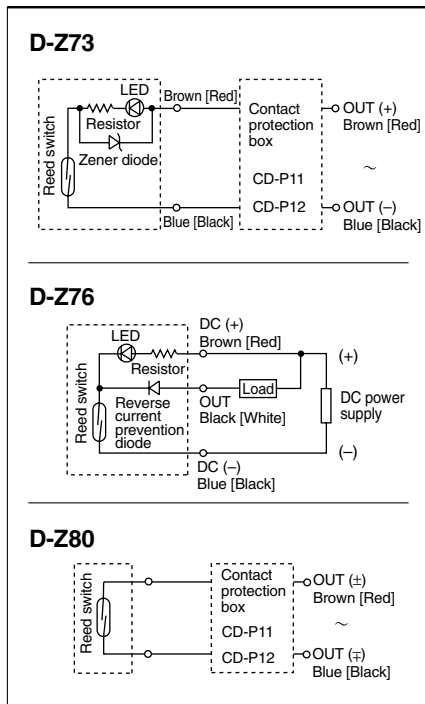 D-Z73
LED
Resistor
Zener diode
Reed switch
Brown [Red]
Blue [Black]
Contact
protection
box
CD-P11
CD-P12
OUT (+)
Brown [Red]
~
OUT (–)
Blue [Black]
D-Z76
LED
Resistor
Reverse
current
prevention
diode
Reed switch
DC (+)
Brown [Red]
Load
OUT
Black [White]
DC (–)
Blue [Black]
(+)
DC power
supply
(–)
D-Z80
Reed switch
Contact
protection
box
CD-P11
CD-P12
OUT (±)
Brown [Red]
~
OUT (∓)
Blue [Black]